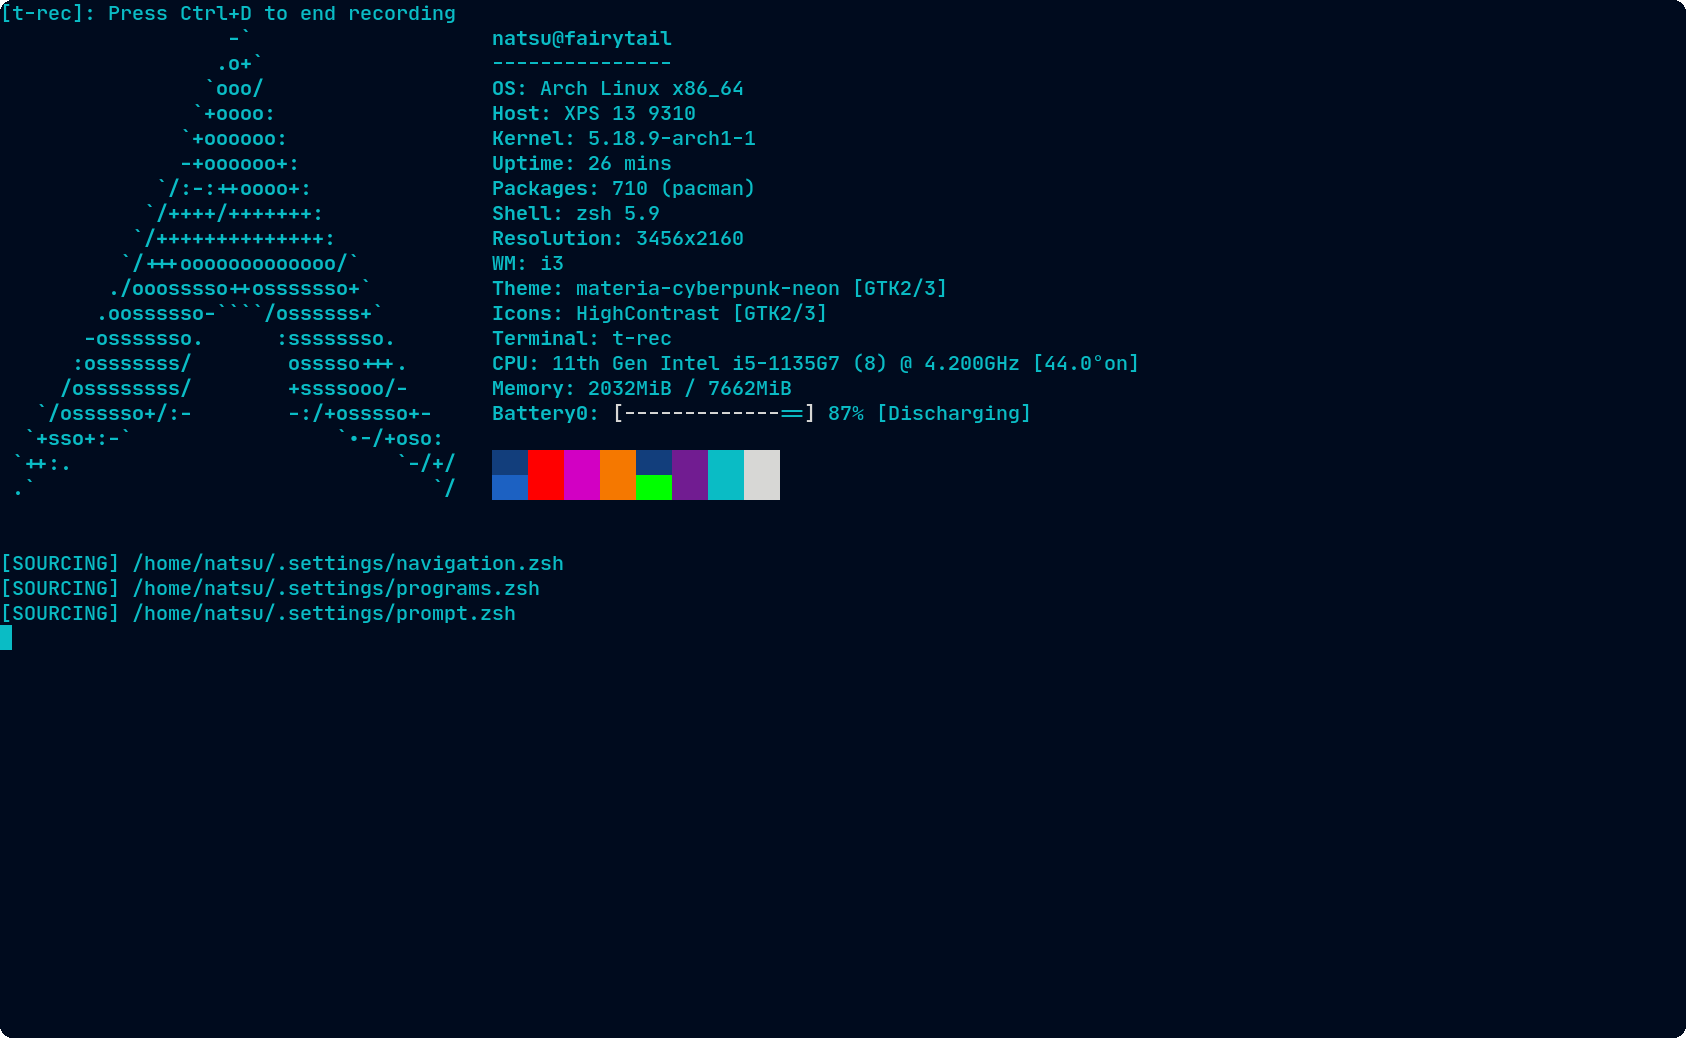 [t-rec]: Press Ctrl+D to end recording
                   -`                    natsu@fairytail
                  .o+`                   ---------------
                 `ooo/                   OS: Arch Linux x86_64
                `+oooo:                  Host: XPS 13 9310
               `+oooooo:                 Kernel: 5.18.9-arch1-1
               -+oooooo+:                Uptime: 26 mins
             `/:-:++oooo+:               Packages: 710 (pacman)
            `/++++/+++++++:              Shell: zsh 5.9
           `/++++++++++++++:             Resolution: 3456x2160
          `/+++ooooooooooooo/`           WM: i3
         ./ooosssso++osssssso+`          Theme: materia-cyberpunk-neon [GTK2/3]
        .oossssso-````/ossssss+`         Icons: HighContrast [GTK2/3]
       -osssssso.      :ssssssso.        Terminal: t-rec
      :osssssss/        osssso+++.       CPU: 11th Gen Intel i5-1135G7 (8) @ 4.200GHz [44.0°on]
     /ossssssss/        +ssssooo/-       Memory: 2032MiB / 7662MiB
   `/ossssso+/:-        -:/+osssso+-     Battery0: [-------------==] 87% [Discharging]
  `+sso+:-`                 `•-/+oso:
 `++:.                           `-/+/
 .`                                 `/
[SOURCING] /home/natsu/.settings/navigation.zsh
[SOURCING] /home/natsu/.settings/programs.zsh
[SOURCING] /home/natsu/.settings/prompt.zsh